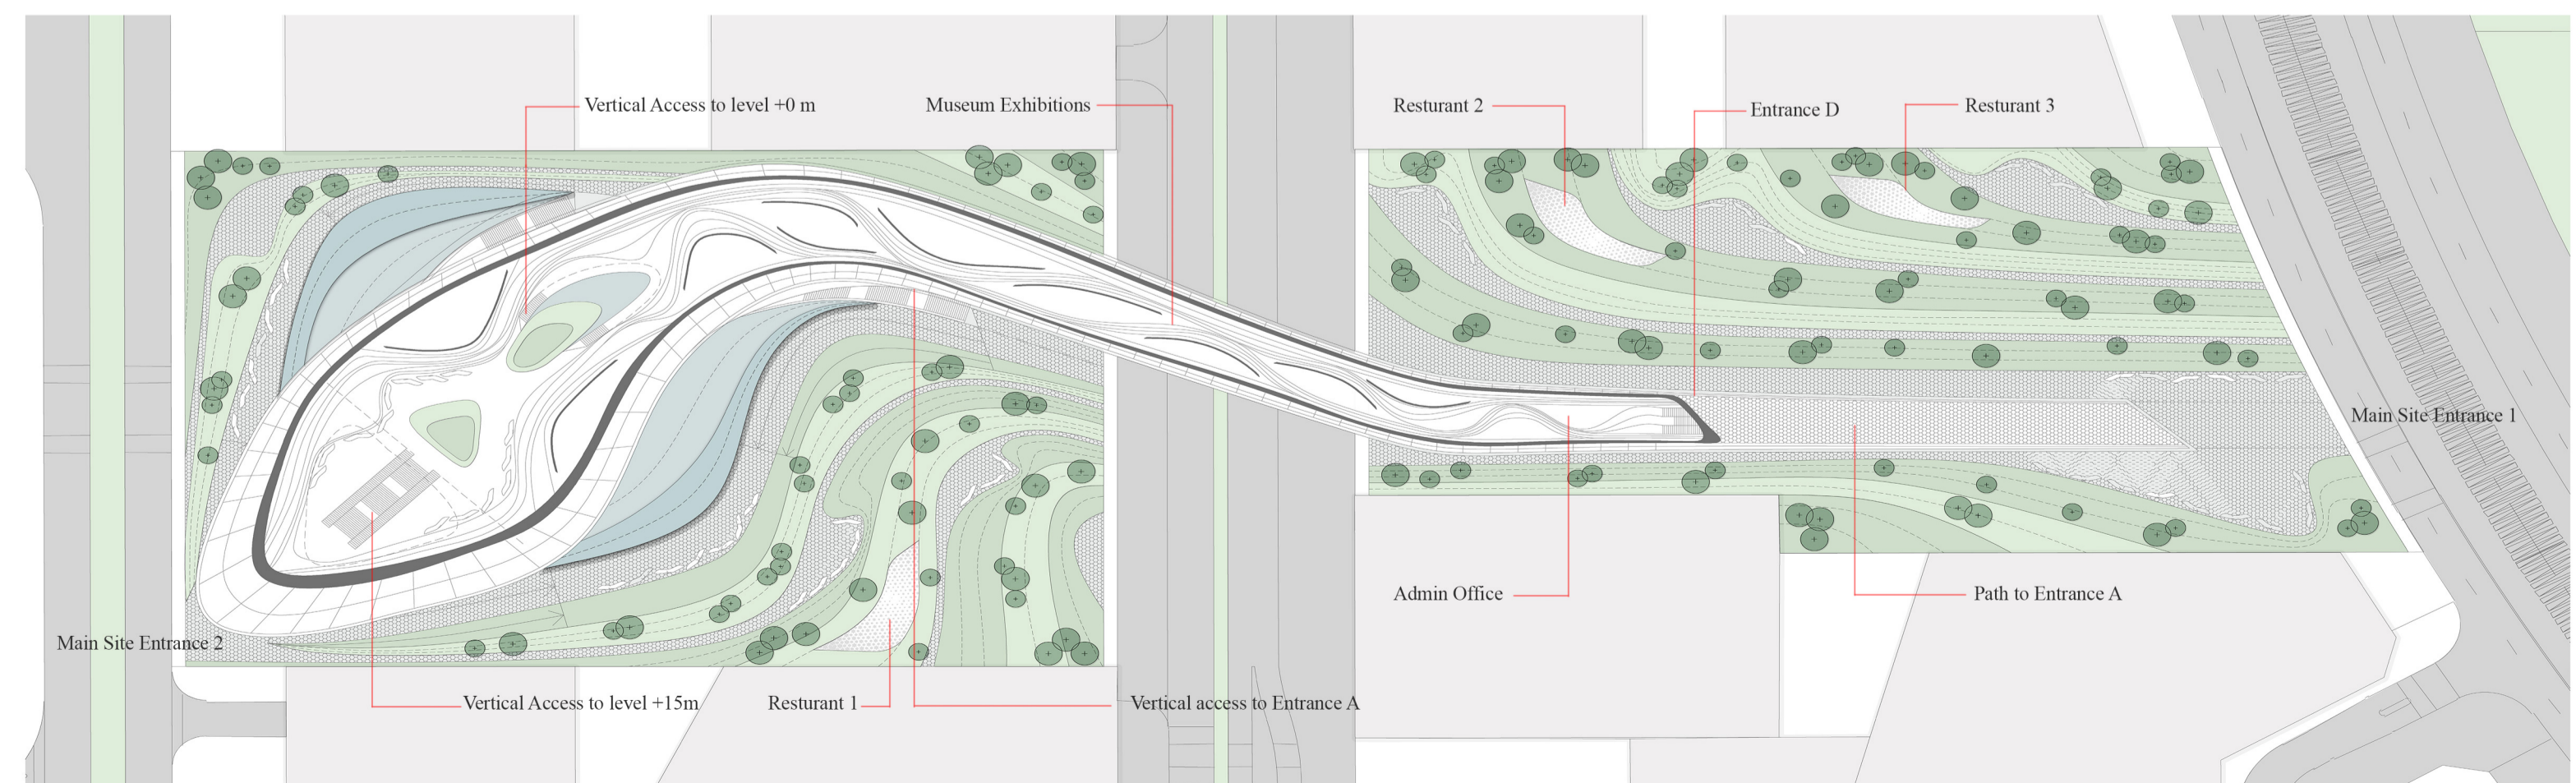 Vertical Access to level +0 m
Museum Exhibitions
Resturant 2
Entrance D
Resturant 3
Main Site Entrance 1
Admin Office
Path to Entrance A
Main Site Entrance 2
Vertical Access to level +15m
Resturant 1
Vertical access to Entrance A